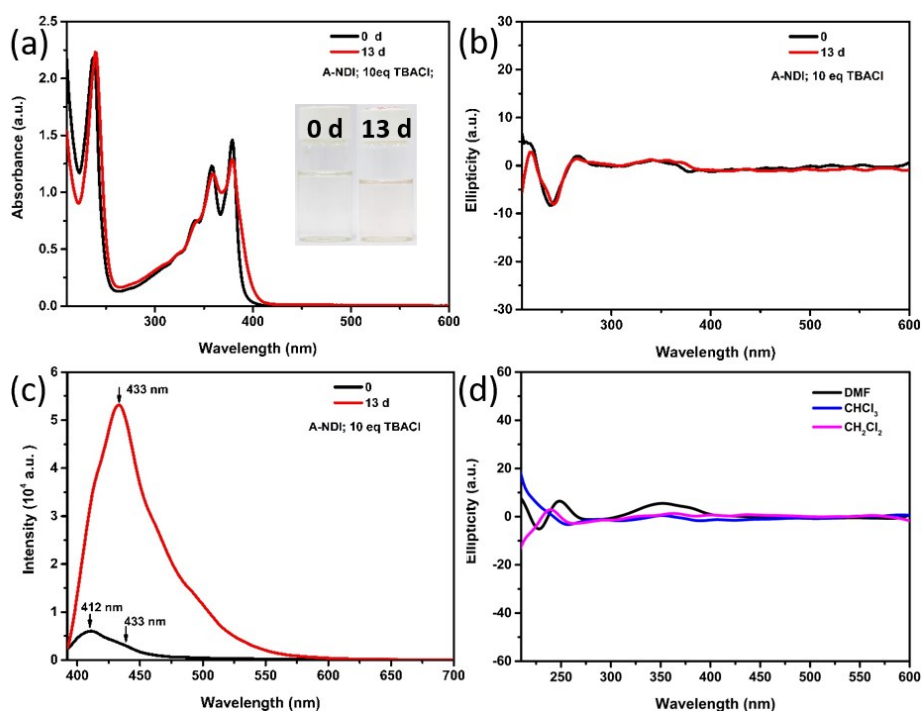 (a)
0 d
13 d
A-NDI; 10eq TBACl;
0 d 13 d
2.5
2.0
1.5
1.0
0.5
0.0
Absorbance (a.u.)
300 400 500 600
Wavelength (nm)
(b)
0
13 d
A-NDI; 10 eq TBACl
30
20
10
0
-10
-20
-30
Ellipticity (a.u.)
300 400 500 600
Wavelength (nm)
(c)
433 nm
0
13 d
A-NDI; 10 eq TBACl
412 nm
433 nm
6
5
4
3
2
1
0
Intensity (10⁴ a.u.)
400 450 500 550 600 650 700
Wavelength (nm)
(d)
DMF
CHCl₃
CH₂Cl₂
60
40
20
0
-20
-40
-60
Ellipticity (a.u.)
250 300 350 400 450 500 550 600
Wavelength (nm)